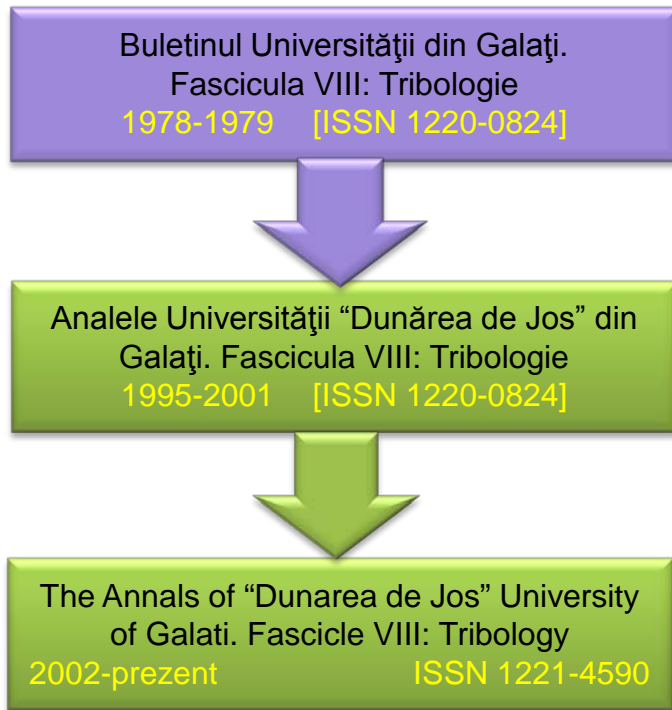 Buletinul Universităţii din Galaţi.
Fascicula VIII: Tribologie
1978-1979 [ISSN 1220-0824]
Analele Universităţii “Dunărea de Jos” din
Galaţi. Fascicula VIII: Tribologie
1995-2001 [ISSN 1220-0824]
The Annals of “Dunarea de Jos” University
of Galati. Fascicle VIII: Tribology
2002-prezent ISSN 1221-4590